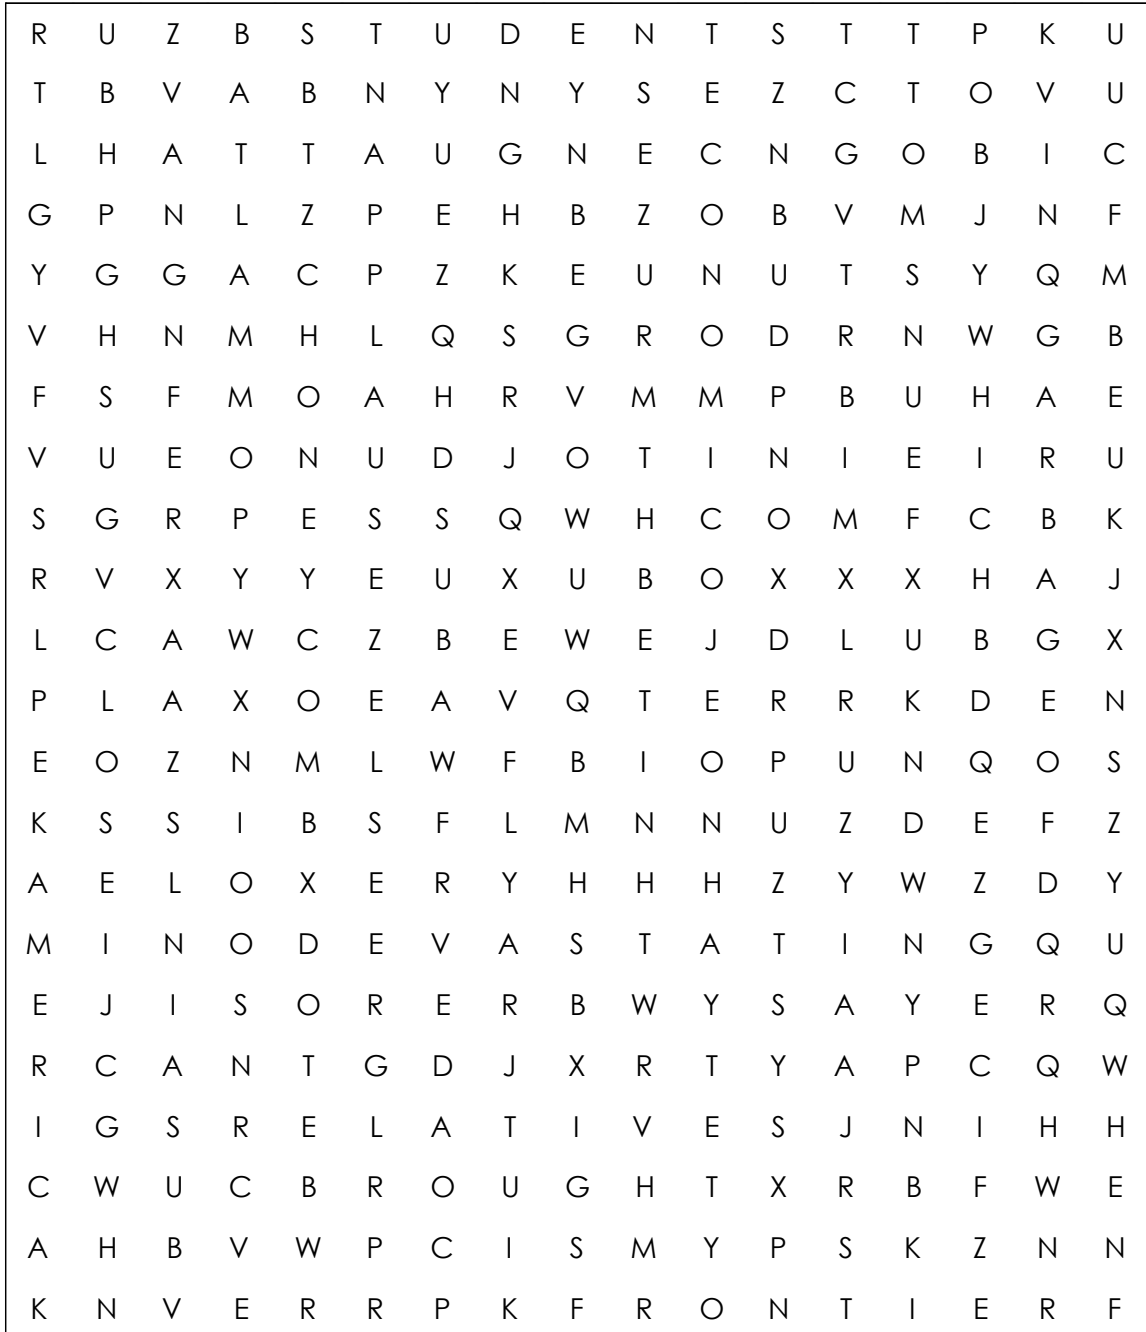 R U Z B S T U D E N T S T T P K U
T B V A B N Y N Y S E Z C T O V U
L H A T T A U G N E C N G O B I C
G P N L Z P E H B Z O B V M J N F
Y G G A C P Z K E U N U T S Y Q M
V H N M H L Q S G R O D R N W G B
F S F M O A H R V M M P B U H A E
V U E O N U D J O T I N I E I R U
S G R P E S S Q W H C O M F C B K
R V X Y Y E U X U B O X X X H A J
L C A W C Z B E W E J D L U B G X
P L A X O E A V Q T E R R K D E N
E O Z N M L W F B I O P U N Q O S
K S S I B S F L M N N U Z D E F Z
A E L O X E R Y H H H Z Y W Z D Y
M I N O D E V A S T A T I N G Q U
E J I S O R E R B W Y S A Y E R Q
R C A N T G D J X R T Y A P C Q W
I G S R E L A T I V E S J N I H H
C W U C B R O U G H T X R B F W E
A H B V W P C I S M Y P S K Z N N
K N V E R R P K F R O N T I E R F